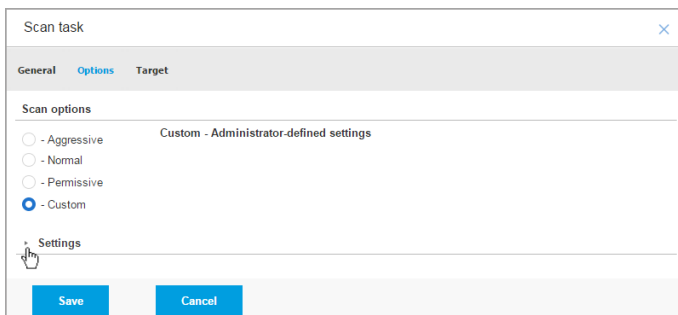 Scan task
General Options Target
Scan options
Custom - Administrator-defined settings
- Aggressive
- Normal
- Permissive
- Custom
Settings
Save Cancel